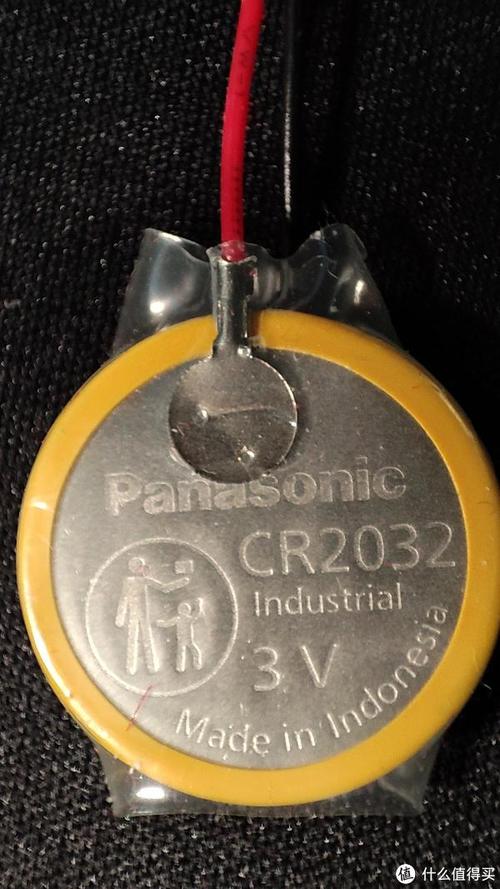 Panasonic
CR2032
Industrial
3 V
Made in Indonesia
值 什么值得买